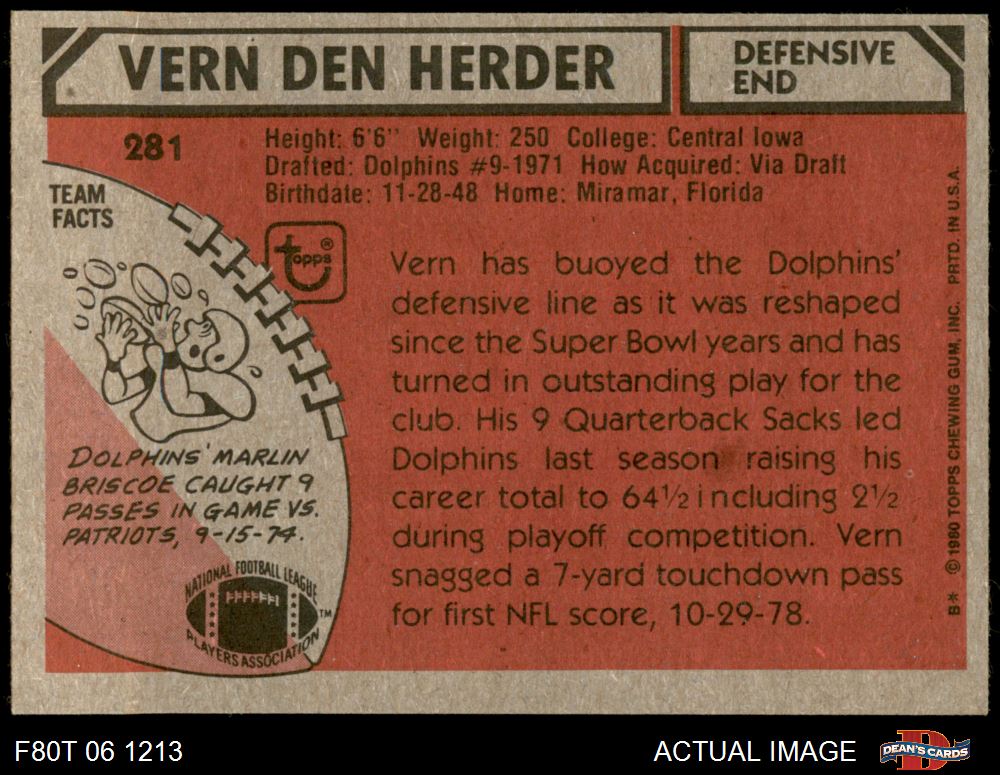 VERN DEN HERDER
DEFENSIVE
END
281
Height: 6'6" Weight: 250 College: Central Iowa
Drafted: Dolphins #9-1971 How Acquired: Via Draft
Birthdate: 11-28-48 Home: Miramar, Florida
TEAM
FACTS
topps®
Vern has buoyed the Dolphins'
defensive line as it was reshaped
since the Super Bowl years and has
turned in outstanding play for the
club. His 9 Quarterback Sacks led
Dolphins last season raising his
career total to 64½ including 2½
during playoff competition. Vern
snagged a 7-yard touchdown pass
for first NFL score, 10-29-78.
DOLPHINS' MARLIN
BRISCOE CAUGHT 9
PASSES IN GAME VS.
PATRIOTS, 9-15-74.
NATIONAL FOOTBALL LEAGUE
PLAYERS ASSOCIATION
TM
B* © 1980 TOPPS CHEWING GUM, INC. PRTD. IN U.S.A.
F80T 06 1213
ACTUAL IMAGE
DEAN'S CARDS